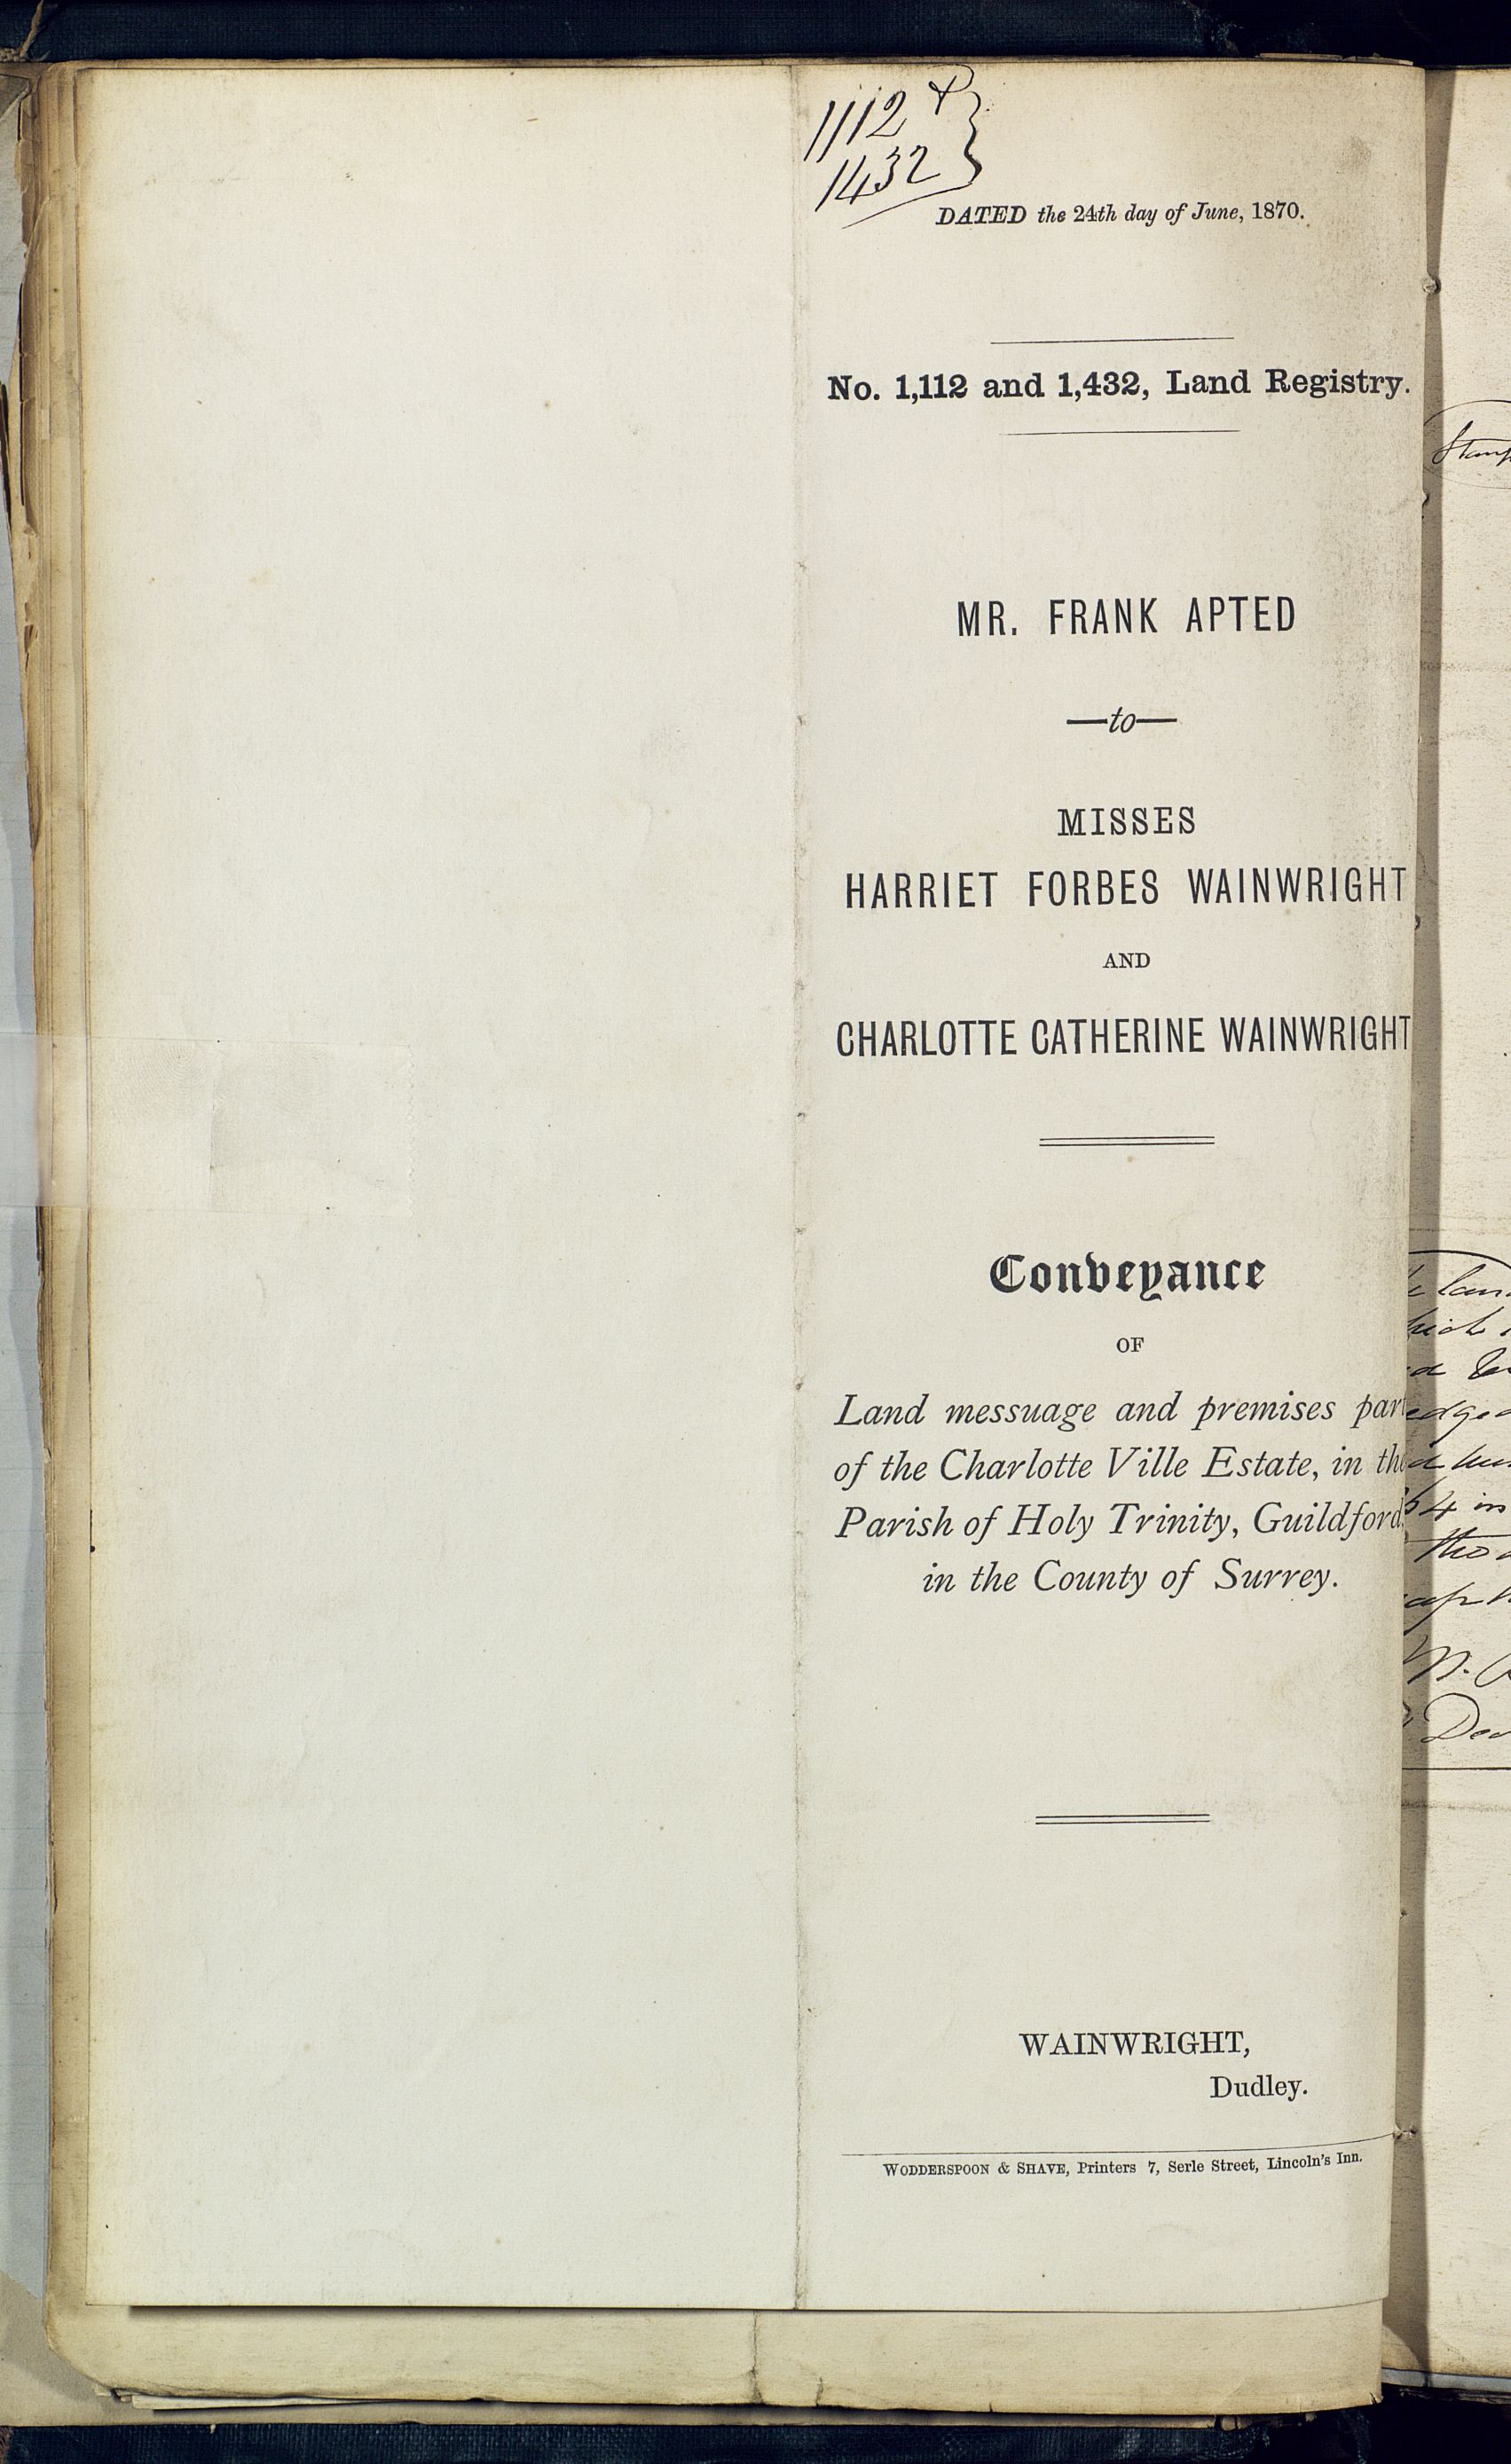 1112 &
1432
DATED the 24th day of June, 1870.
No. 1,112 and 1,432, Land Registry.
MR. FRANK APTED
—to—
MISSES
HARRIET FORBES WAINWRIGHT
AND
CHARLOTTE CATHERINE WAINWRIGHT
Conveyance
OF
Land messuage and premises part
of the Charlotte Ville Estate, in the
Parish of Holy Trinity, Guildford,
in the County of Surrey.
WAINWRIGHT,
Dudley.
WODDERSPOON & SHAVE, Printers 7, Serle Street, Lincoln's Inn.